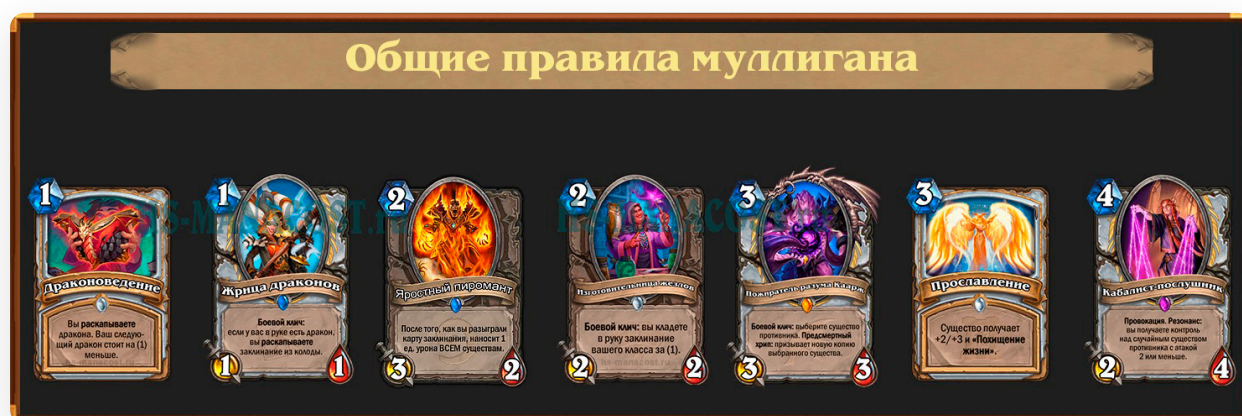 Общие правила муллигана
1
Драконоведение
Вы раскапываете
дракона. Ваш следую-
щий дракон стоит на (1)
меньше.
1
Жрица драконов
Боевой клич:
если у вас в руке есть дракон,
вы раскапываете
заклинание из колоды.
1
1
2
Яростный пиромант
После того, как вы разыграли
карту заклинания, наносит 1
ед. урона ВСЕМ существам.
3
2
2
Изготовительница жезлов
Боевой клич: вы кладете
в руку заклинание
вашего класса за (1).
2
2
3
Пожиратель разума Каарж
Боевой клич: выберите существо
противника. Предсмертный
хрип: призывает новую копию
выбранного существа.
3
3
3
Прославление
Существо получает
+2/+3 и «Похищение
жизни».
4
Кабалист-послушник
Провокация. Резонанс:
вы получаете контроль
над случайным существом
противника с атакой
2 или меньше.
2
4